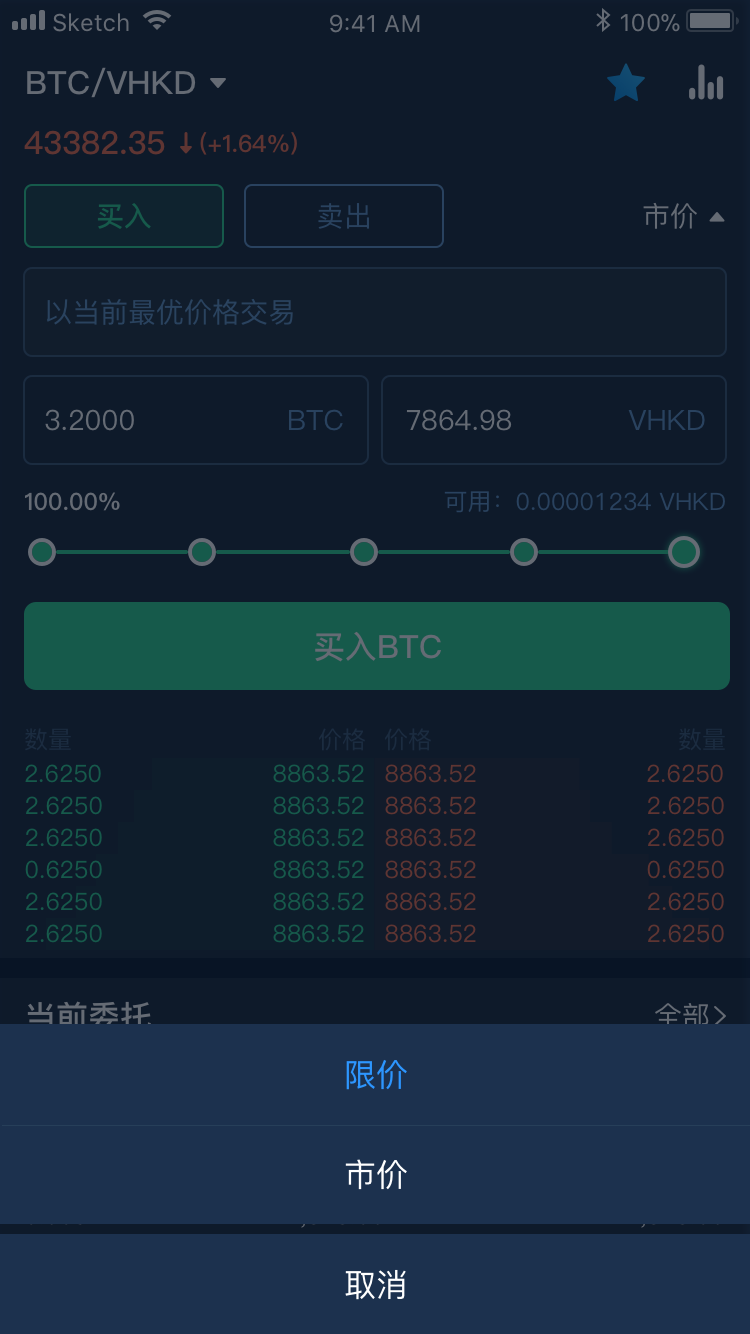 Sketch 9:41 AM 100%
BTC/VHKD
43382.35 ↓(+1.64%)
买入 卖出 市价
以当前最优价格交易
3.2000 BTC 7864.98 VHKD
100.00% 可用：0.00001234 VHKD
买入BTC
数量 价格 价格 数量
2.6250 8863.52 8863.52 2.6250
2.6250 8863.52 8863.52 2.6250
2.6250 8863.52 8863.52 2.6250
0.6250 8863.52 8863.52 0.6250
2.6250 8863.52 8863.52 2.6250
2.6250 8863.52 8863.52 2.6250
当前委托 全部>
限价
市价
取消